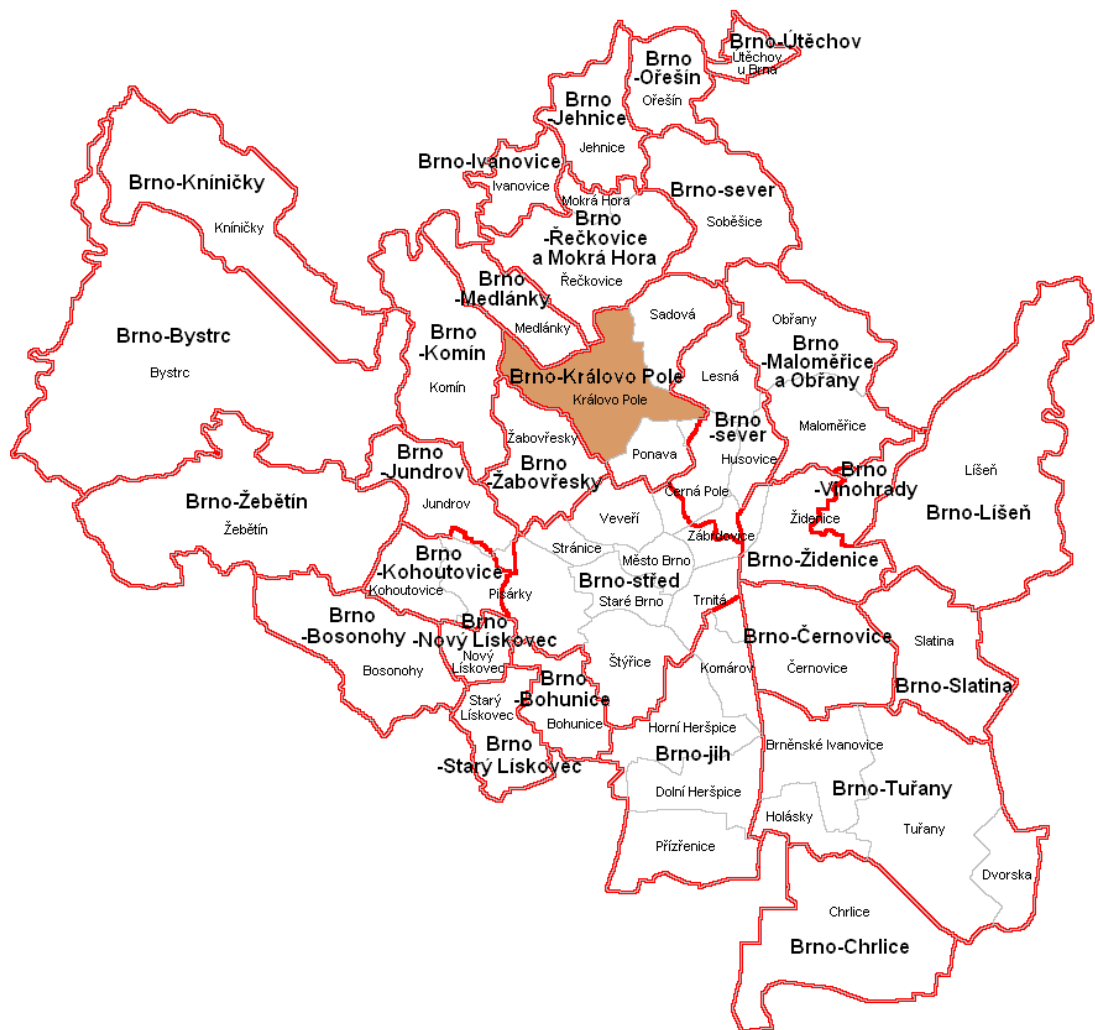 Brno-Útěchov
Útěchov
u Brna
Brno
-Ořešín
Ořešín
Brno
-Jehnice
Jehnice
Brno-Ivanovice
Ivanovice
Brno-Kníničky
Kníničky
Brno-sever
Soběšice
Mokrá Hora
Brno
-Řečkovice
a Mokrá Hora
Řečkovice
Brno
-Medlánky
Medlánky
Sadová
Obřany
Brno
-Maloměřice
a Obřany
Maloměřice
Brno-Bystrc
Bystrc
Brno
-Komín
Komín
Brno-Královo Pole
Královo Pole
Lesná
Brno
-sever
Husovice
Žabovřesky
Brno
-Žabovřesky
Ponava
Černá Pole
Brno
-Jundrov
Jundrov
Brno
-Vinohrady
Židenice
Líšeň
Brno-Líšeň
Brno-Žebětín
Žebětín
Veveří
Zábrdovice
Stránice
Město Brno
Brno-Židenice
Brno
-Kohoutovice
Kohoutovice
Pisárky
Brno-střed
Staré Brno
Trnitá
Brno
-Bosonohy
Bosonohy
Brno
-Nový Lískovec
Nový
Lískovec
Štýřice
Komárov
Brno-Černovice
Černovice
Slatina
Brno-Slatina
Brno
-Bohunice
Bohunice
Starý
Lískovec
Brno
-Starý Lískovec
Horní Heršpice
Brno-jih
Dolní Heršpice
Přízřenice
Brněnské Ivanovice
Brno-Tuřany
Holásky
Tuřany
Dvorska
Chrlice
Brno-Chrlice